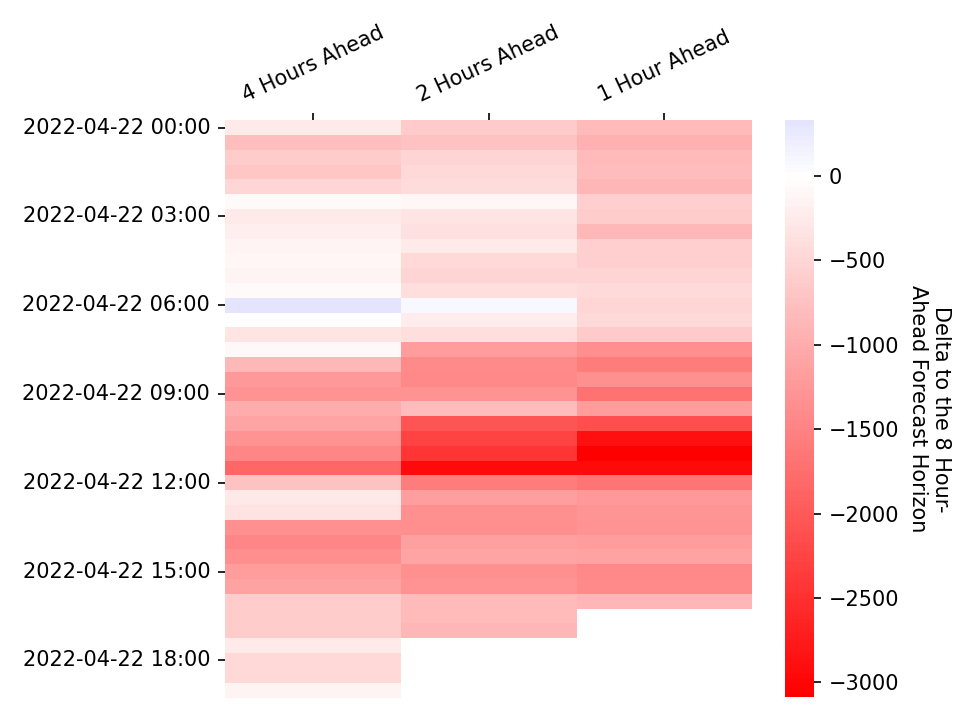 4 Hours Ahead
2 Hours Ahead
1 Hour Ahead
2022-04-22 00:00
2022-04-22 03:00
2022-04-22 06:00
2022-04-22 09:00
2022-04-22 12:00
2022-04-22 15:00
2022-04-22 18:00
0
−500
−1000
−1500
−2000
−2500
−3000
Delta to the 8 Hour-
Ahead Forecast Horizon